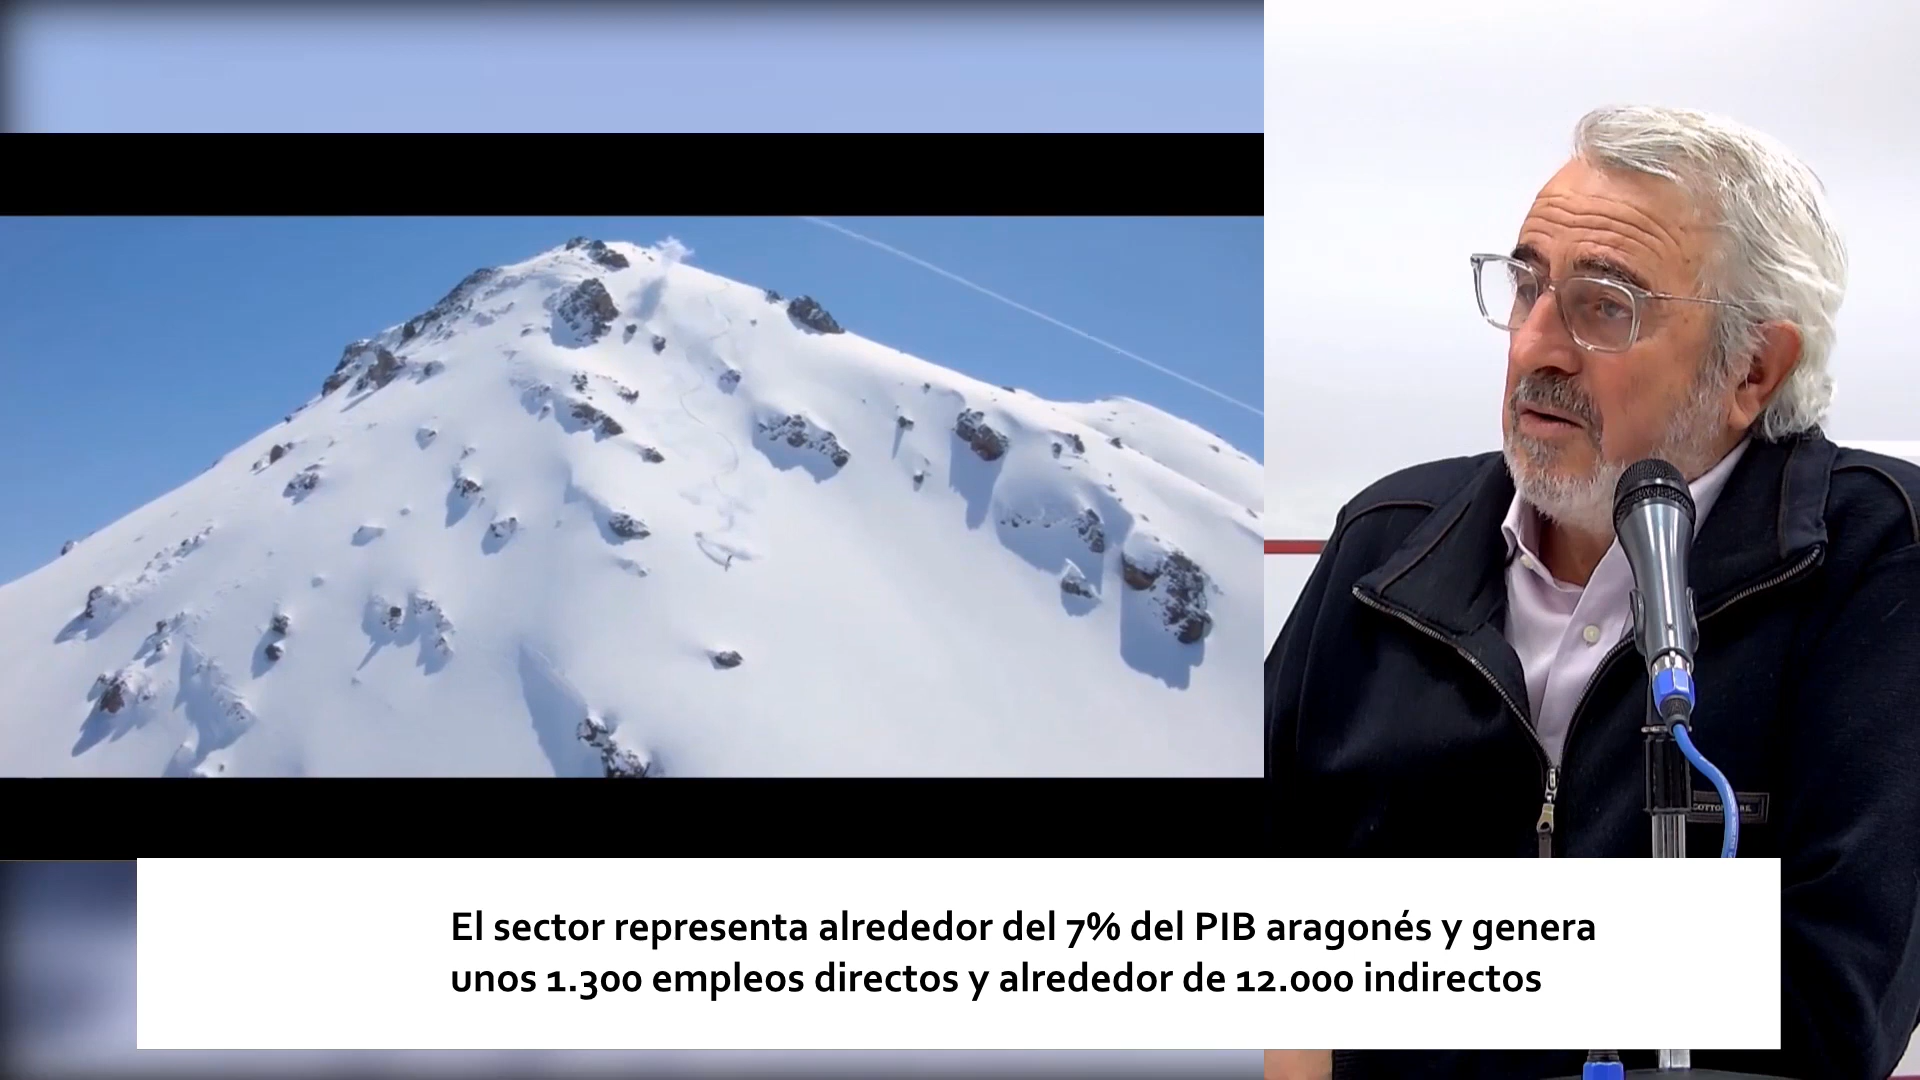 El sector representa alrededor del 7% del PIB aragonés y genera
unos 1.300 empleos directos y alrededor de 12.000 indirectos